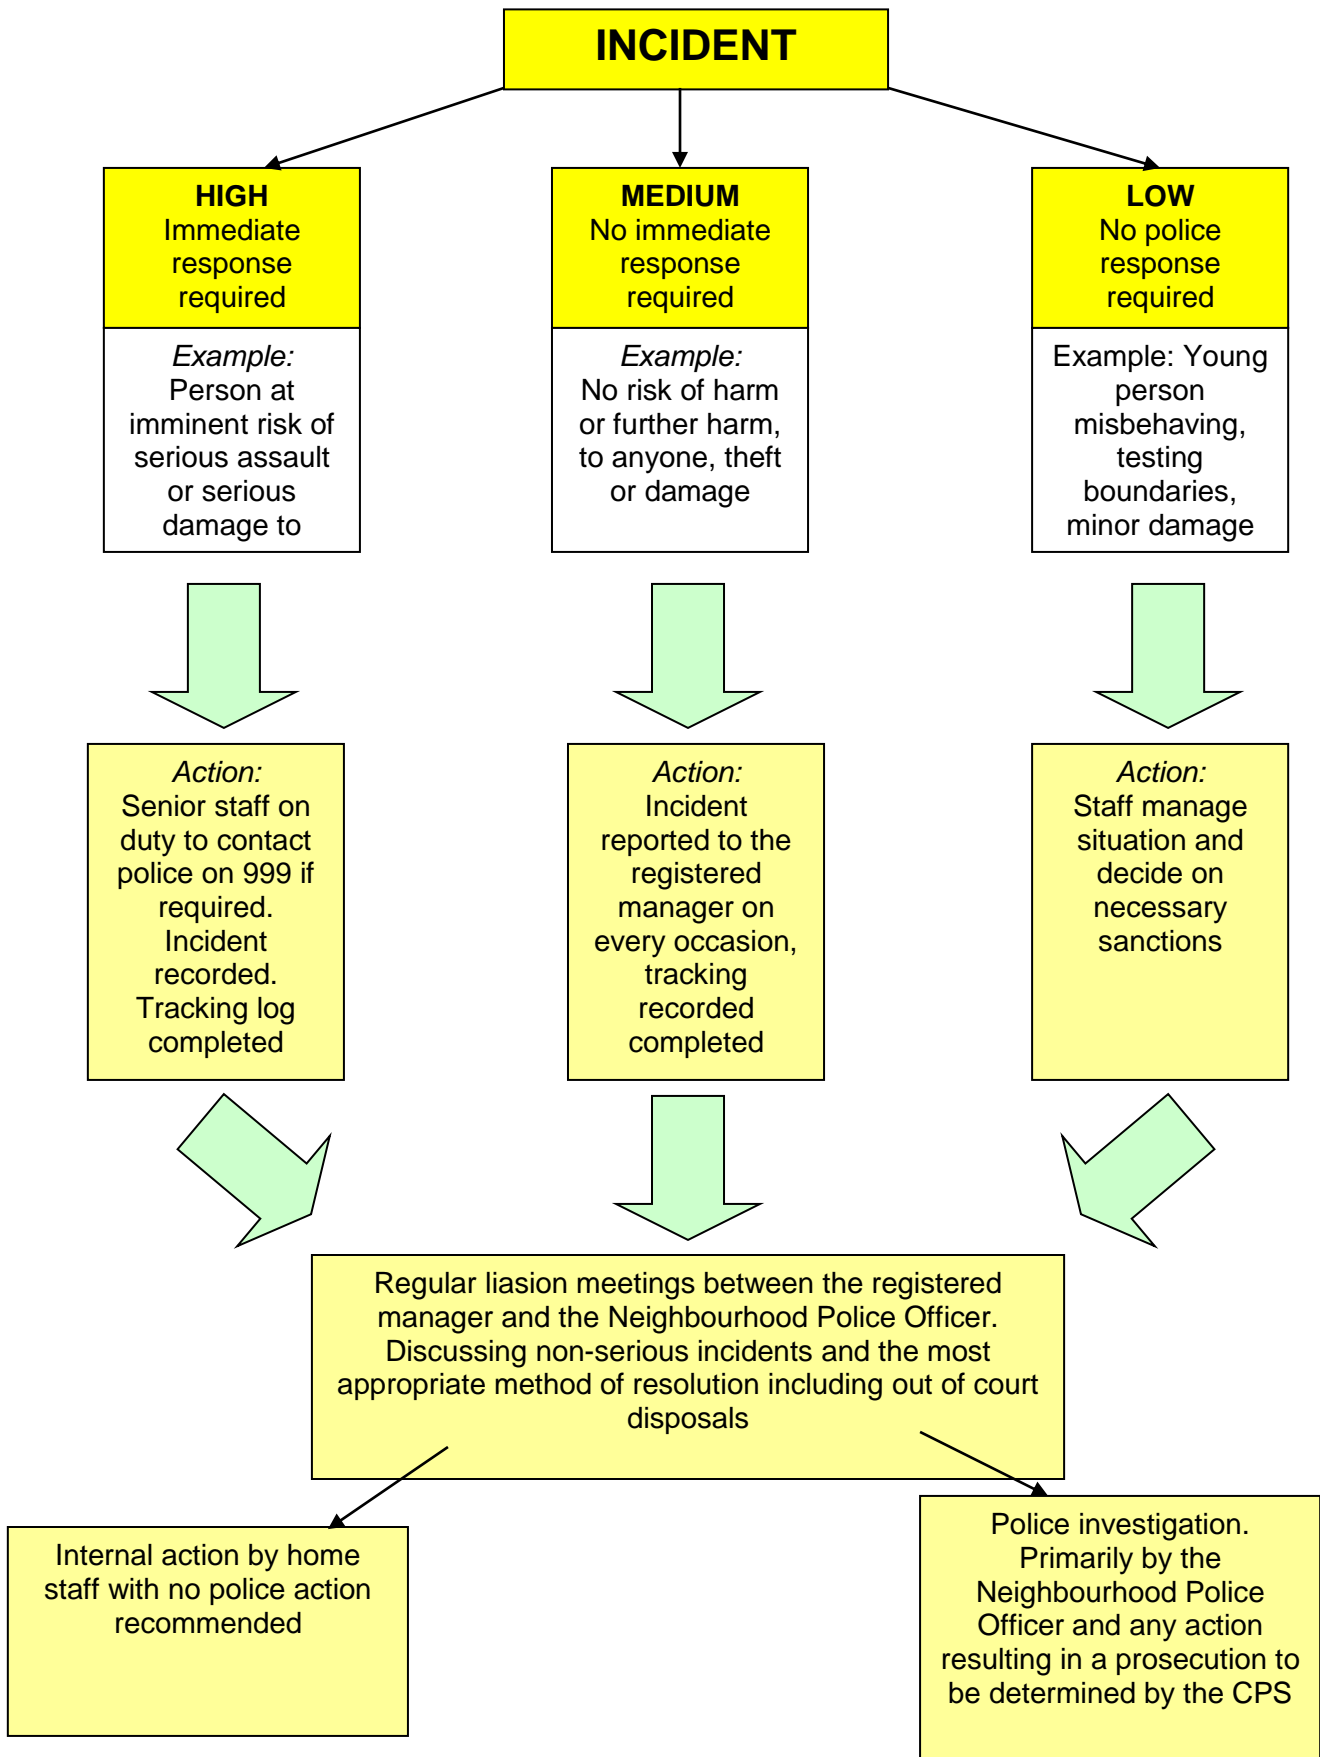 INCIDENT
HIGH
Immediate
response
required
MEDIUM
No immediate
response
required
LOW
No police
response
required
Example:
Person at
imminent risk of
serious assault
or serious
damage to
Example:
No risk of harm
or further harm,
to anyone, theft
or damage
Example: Young
person
misbehaving,
testing
boundaries,
minor damage
Action:
Senior staff on
duty to contact
police on 999 if
required.
Incident
recorded.
Tracking log
completed
Action:
Incident
reported to the
registered
manager on
every occasion,
tracking
recorded
completed
Action:
Staff manage
situation and
decide on
necessary
sanctions
Regular liasion meetings between the registered
manager and the Neighbourhood Police Officer.
Discussing non-serious incidents and the most
appropriate method of resolution including out of court
disposals
Internal action by home
staff with no police action
recommended
Police investigation.
Primarily by the
Neighbourhood Police
Officer and any action
resulting in a prosecution to
be determined by the CPS